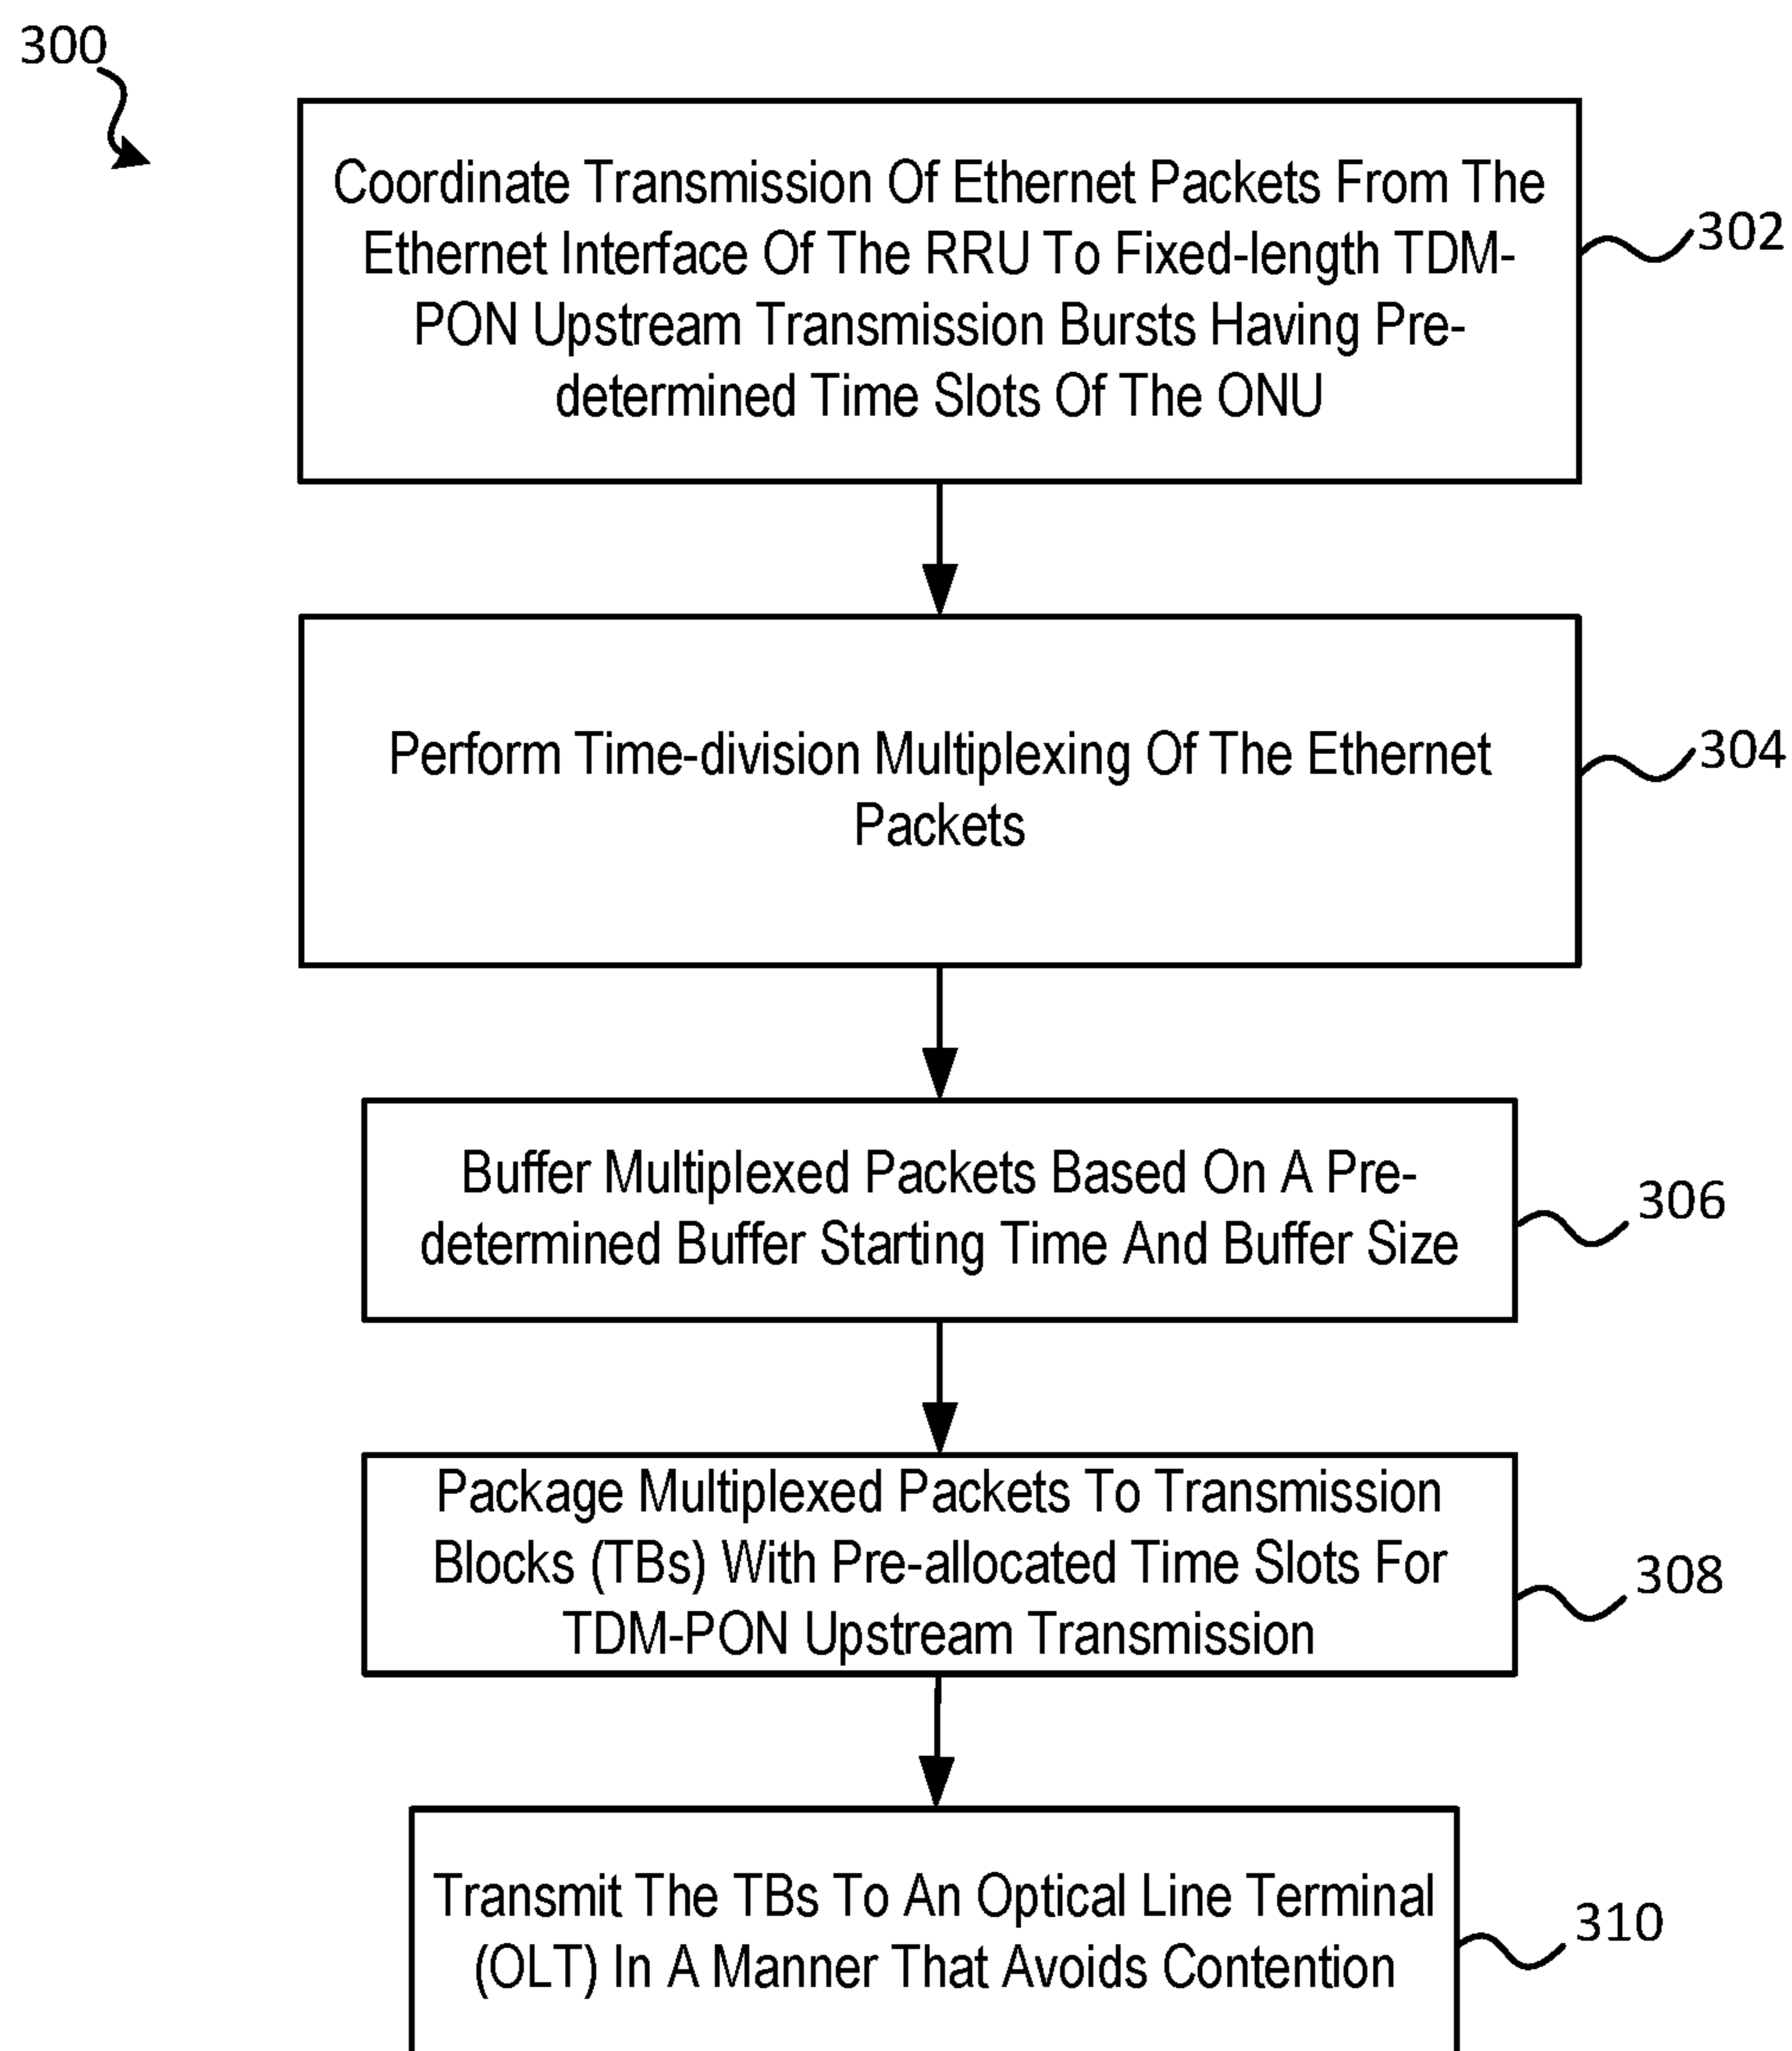 300
Coordinate Transmission Of Ethernet Packets From The
Ethernet Interface Of The RRU To Fixed-length TDM-
PON Upstream Transmission Bursts Having Pre-
determined Time Slots Of The ONU
302
Perform Time-division Multiplexing Of The Ethernet
Packets
304
Buffer Multiplexed Packets Based On A Pre-
determined Buffer Starting Time And Buffer Size
306
Package Multiplexed Packets To Transmission
Blocks (TBs) With Pre-allocated Time Slots For
TDM-PON Upstream Transmission
308
Transmit The TBs To An Optical Line Terminal
(OLT) In A Manner That Avoids Contention
310